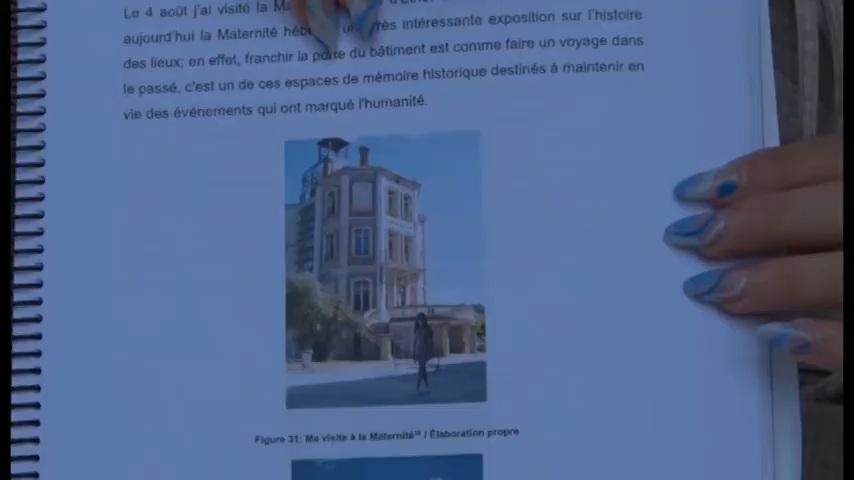 Le 4 août j'ai visité la
aujourd'hui la Maternité très intéressante exposition sur l'histoire
des lieux; en effet, franchir la porte du bâtiment est comme faire un voyage dans
le passé, c'est un de ces espaces de mémoire historique destinés à maintenir en
vie des événements qui ont marqué l'humanité.
Figure 31: Ma visite à la Maternité / Élaboration propre